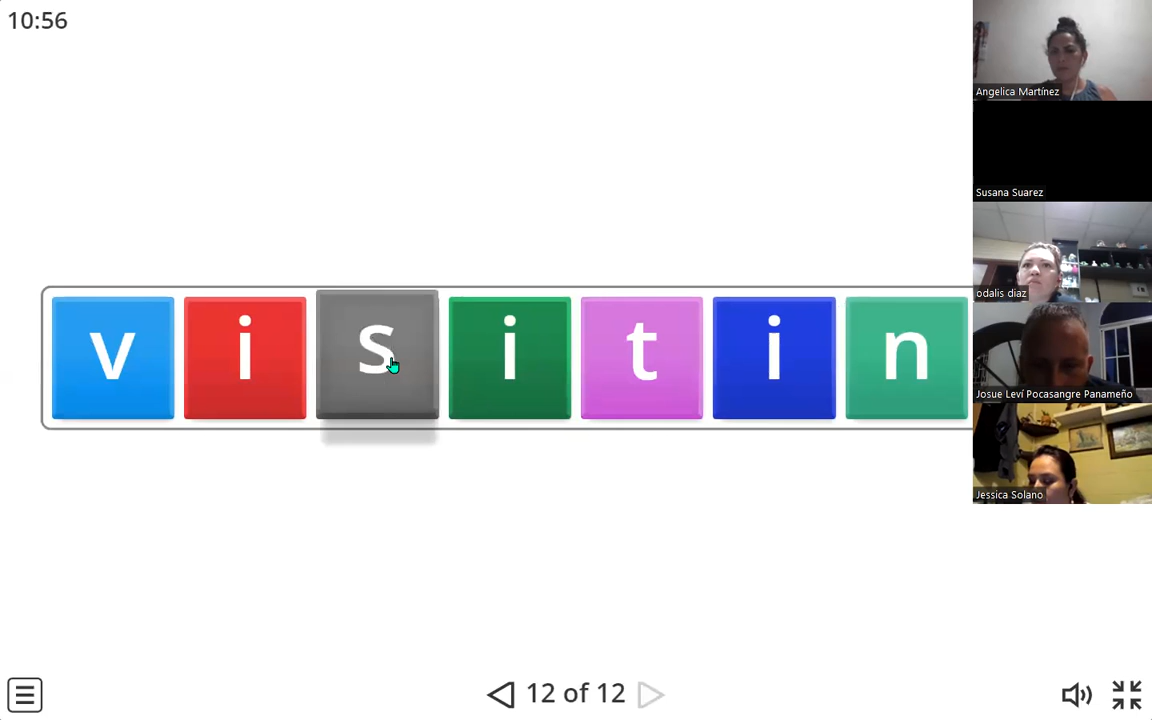 10:56
Angelica Martínez
Susana Suarez
odalis diaz
Josue Leví Pocasangre Panameño
Jessica Solano
v i s i t i n
12 of 12